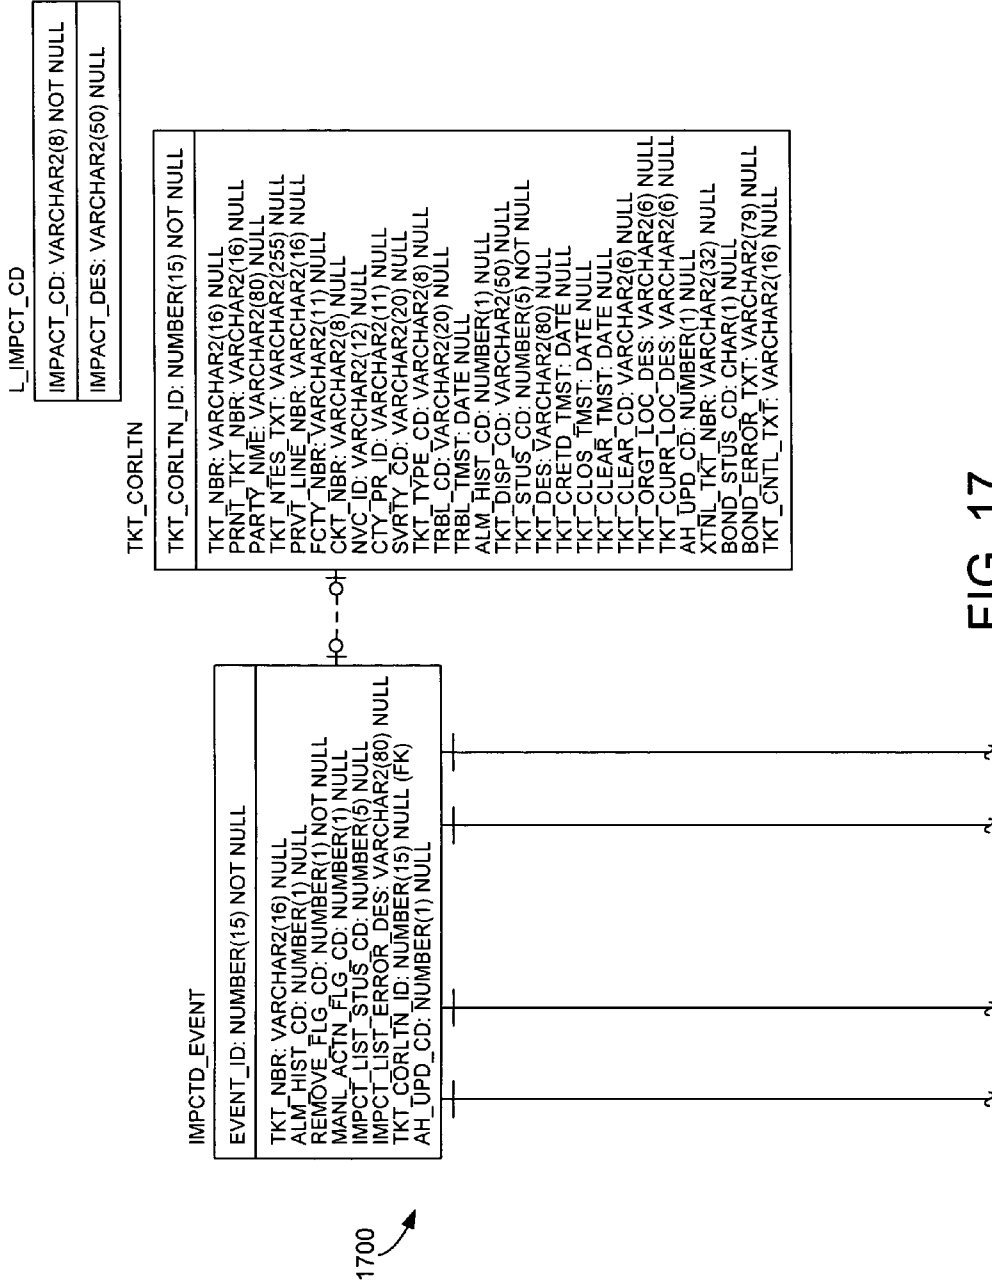 L_IMPCT_CD
IMPACT_CD: VARCHAR2(8) NOT NULL
IMPACT_DES: VARCHAR2(50) NULL
TKT_CORLTN
TKT_CORLTN_ID: NUMBER(15) NOT NULL
TKT_NBR: VARCHAR2(16) NULL
PRNT_TKT_NBR: VARCHAR2(16) NULL
PARTY_NME: VARCHAR2(80) NULL
TKT_NTES_TXT: VARCHAR2(255) NULL
PRVT_LINE_NBR: VARCHAR2(16) NULL
FCTY_NBR: VARCHAR2(11) NULL
CKT_NBR: VARCHAR2(8) NULL
NVC_ID: VARCHAR2(12) NULL
CTY_PR_ID: VARCHAR2(11) NULL
SVRTY_CD: VARCHAR2(20) NULL
TKT_TYPE_CD: VARCHAR2(8) NULL
TRBL_CD: VARCHAR2(20) NULL
TRBL_TMST: DATE NULL
ALM_HIST_CD: NUMBER(1) NULL
TKT_DISP_CD: VARCHAR2(50) NULL
TKT_STUS_CD: NUMBER(5) NOT NULL
TKT_DES: VARCHAR2(80) NULL
TKT_CRETD_TMST: DATE NULL
TKT_CLOS_TMST: DATE NULL
TKT_CLEAR_TMST: DATE NULL
TKT_CLEAR_CD: VARCHAR2(6) NULL
TKT_ORGT_LOC_DES: VARCHAR2(6) NULL
TKT_CURR_LOC_DES: VARCHAR2(6) NULL
AH_UPD_CD: NUMBER(1) NULL
XTNL_TKT_NBR: VARCHAR2(32) NULL
BOND_STUS_CD: CHAR(1) NULL
BOND_ERROR_TXT: VARCHAR2(79) NULL
TKT_CNTL_TXT: VARCHAR2(16) NULL
IMPCTD_EVENT
EVENT_ID: NUMBER(15) NOT NULL
TKT_NBR: VARCHAR2(16) NULL
ALM_HIST_CD: NUMBER(1) NULL
REMOVE_FLG_CD: NUMBER(1) NOT NULL
MANL_ACTN_FLG_CD: NUMBER(1) NULL
IMPCT_LIST_STUS_CD: NUMBER(5) NULL
IMPCT_LIST_ERROR_DES: VARCHAR2(80) NULL
TKT_CORLTN_ID: NUMBER(15) NULL (FK)
AH_UPD_CD: NUMBER(1) NULL
1700
FIG. 17